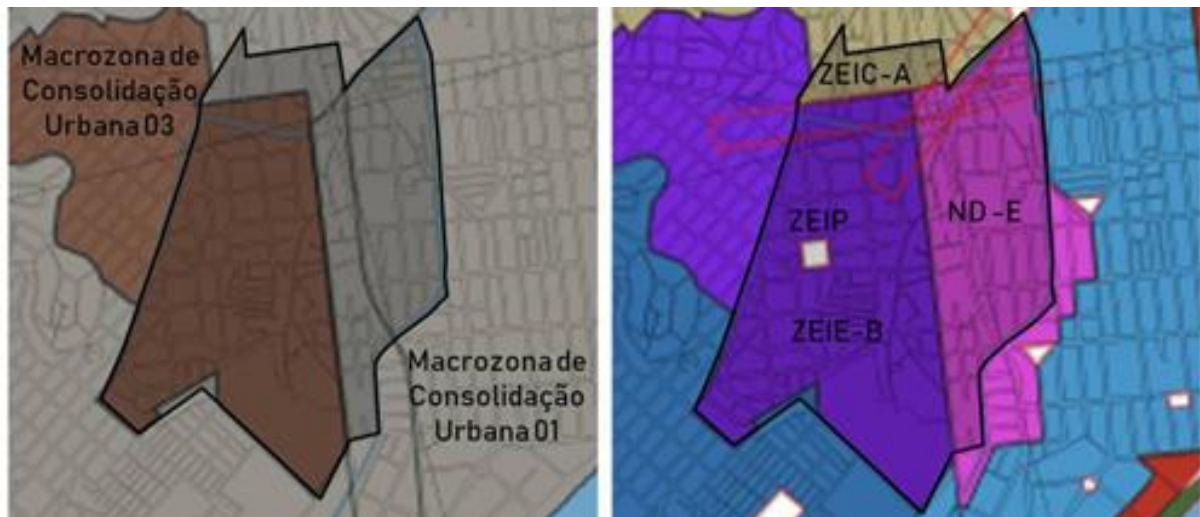 Macrozona de
Consolidação
Urbana 03
Macrozona de
Consolidação
Urbana 01
ZEIC-A
ZEIP
ND-E
ZEIE-B